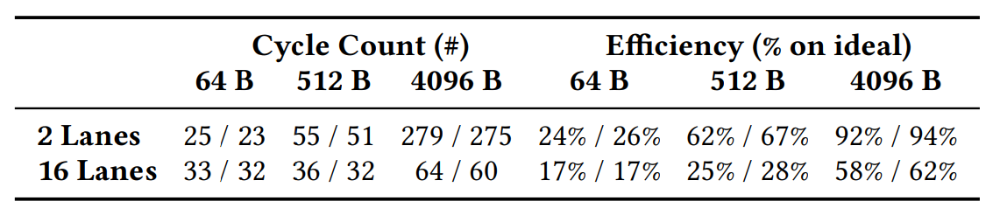 Cycle Count (#) Efficiency (% on ideal)
64 B 512 B 4096 B 64 B 512 B 4096 B
2 Lanes 25 / 23 55 / 51 279 / 275 24% / 26% 62% / 67% 92% / 94%
16 Lanes 33 / 32 36 / 32 64 / 60 17% / 17% 25% / 28% 58% / 62%